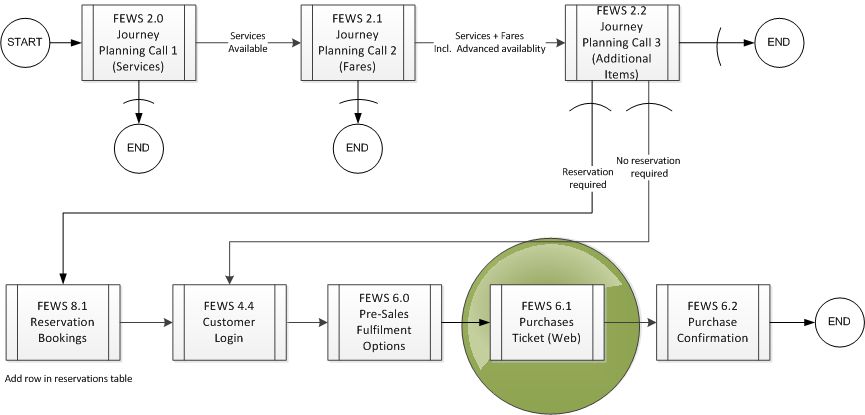 START
FEWS 2.0
Journey
Planning Call 1
(Services)
Services
Available
FEWS 2.1
Journey
Planning Call 2
(Fares)
Services + Fares
Incl.  Advanced availablity
FEWS 2.2
Journey
Planning Call 3
(Additional
Items)
END
END
END
Reservation
required
No reservation
required
FEWS 8.1
Reservation
Bookings
FEWS 4.4
Customer
Login
FEWS 6.0
Pre-Sales
Fulfilment
Options
FEWS 6.1
Purchases
Ticket (Web)
FEWS 6.2
Purchase
Confirmation
END
Add row in reservations table